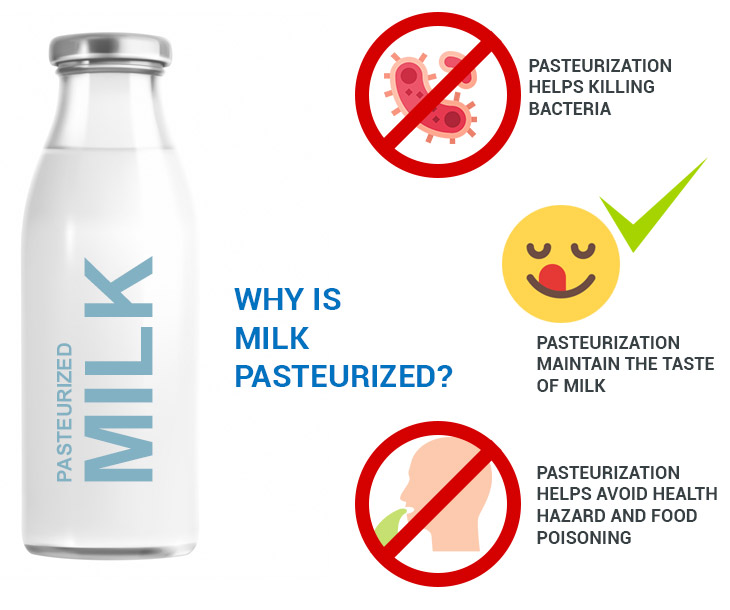 PASTEURIZED
MILK
WHY IS
MILK
PASTEURIZED?
PASTEURIZATION
HELPS KILLING
BACTERIA
PASTEURIZATION
MAINTAIN THE TASTE
OF MILK
PASTEURIZATION
HELPS AVOID HEALTH
HAZARD AND FOOD
POISONING